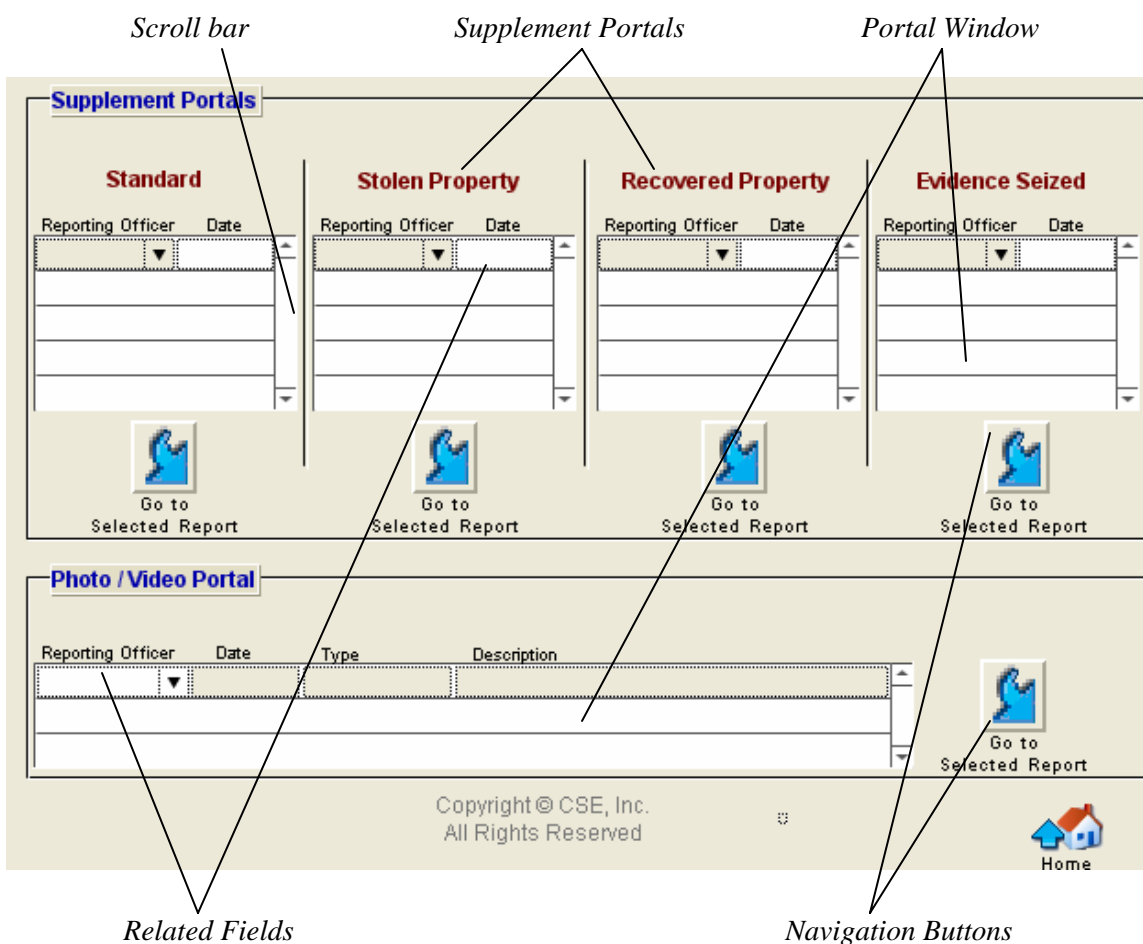 Scroll bar Supplement Portals Portal Window
Supplement Portals
Standard Stolen Property Recovered Property Evidence Seized
Reporting Officer Date Reporting Officer Date Reporting Officer Date Reporting Officer Date
Go to Go to Go to Go to
Selected Report Selected Report Selected Report Selected Report
Photo / Video Portal
Reporting Officer Date Type Description
Go to
Selected Report
Copyright © CSE, Inc.
All Rights Reserved
Home
Related Fields Navigation Buttons